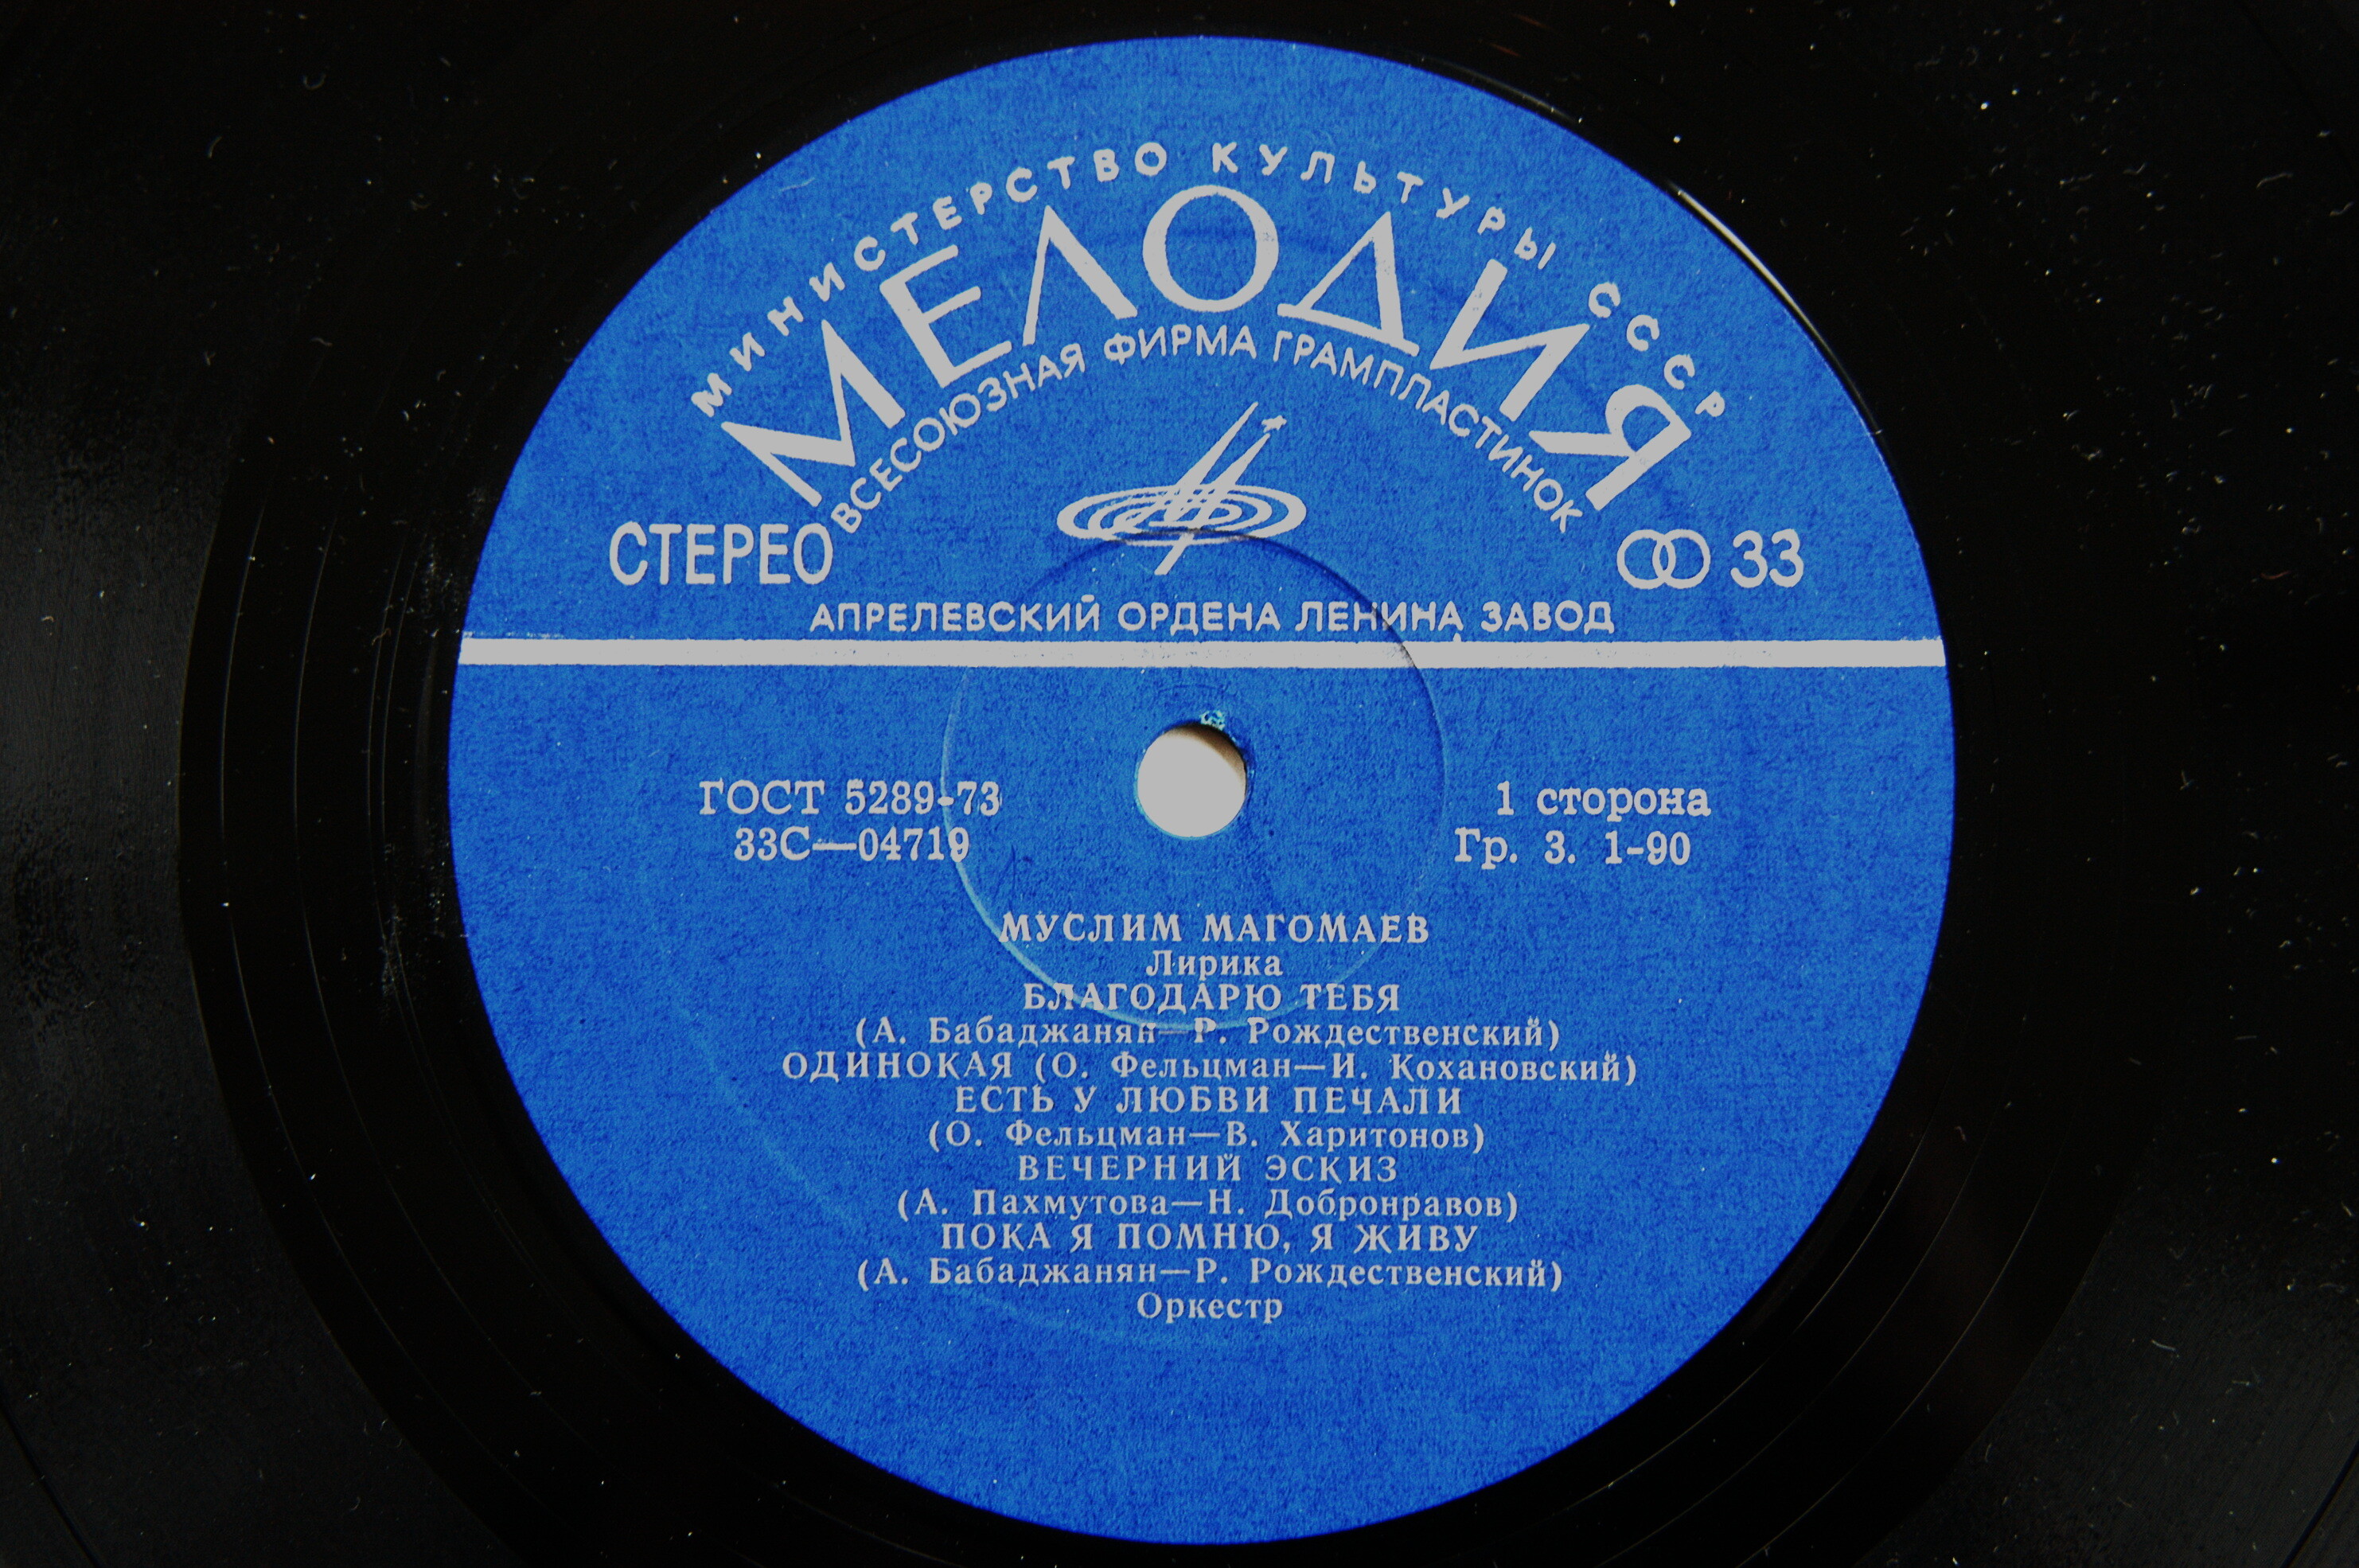 МИНИСТЕРСТВО КУЛЬТУРЫ СССР
МЕЛОДИЯ
ВСЕСОЮЗНАЯ ФИРМА ГРАМПЛАСТИНОК
СТЕРЕО
33
АПРЕЛЕВСКИЙ ОРДЕНА ЛЕНИНА ЗАВОД
ГОСТ 5289-73
33С—04719
1 сторона
Гр. 3. 1-90
МУСЛИМ МАГОМАЕВ
Лирика
БЛАГОДАРЮ ТЕБЯ
(А. Бабаджанян—Р. Рождественский)
ОДИНОКАЯ (О. Фельцман—И. Кохановский)
ЕСТЬ У ЛЮБВИ ПЕЧАЛИ
(О. Фельцман—В. Харитонов)
ВЕЧЕРНИЙ ЭСКИЗ
(А. Пахмутова—Н. Добронравов)
ПОКА Я ПОМНЮ, Я ЖИВУ
(А. Бабаджанян—Р. Рождественский)
Оркестр